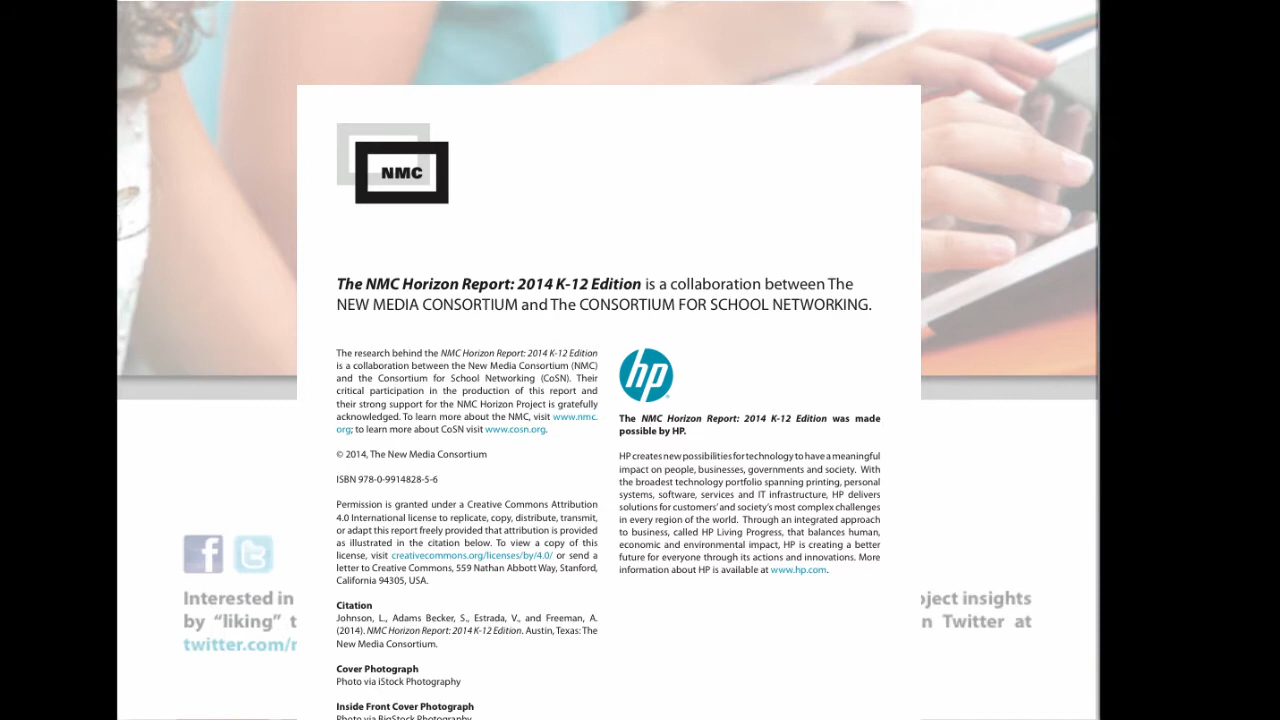 NMC
The NMC Horizon Report: 2014 K-12 Edition is a collaboration between The
NEW MEDIA CONSORTIUM and The CONSORTIUM FOR SCHOOL NETWORKING.
The research behind the NMC Horizon Report: 2014 K-12 Edition
is a collaboration between the New Media Consortium (NMC)
and the Consortium for School Networking (CoSN). Their
critical participation in the production of this report and
their strong support for the NMC Horizon Project is gratefully
acknowledged. To learn more about the NMC, visit www.nmc.
org; to learn more about CoSN visit www.cosn.org.
© 2014, The New Media Consortium
ISBN 978-0-9914828-5-6
Permission is granted under a Creative Commons Attribution
4.0 International license to replicate, copy, distribute, transmit,
or adapt this report freely provided that attribution is provided
as illustrated in the citation below. To view a copy of this
license, visit creativecommons.org/licenses/by/4.0/ or send a
letter to Creative Commons, 559 Nathan Abbott Way, Stanford,
California 94305, USA.
Citation
Johnson, L., Adams Becker, S., Estrada, V., and Freeman, A.
(2014). NMC Horizon Report: 2014 K-12 Edition. Austin, Texas: The
New Media Consortium.
Cover Photograph
Photo via iStock Photography
Inside Front Cover Photograph
Photo via BigStock Photography
hp
The NMC Horizon Report: 2014 K-12 Edition was made
possible by HP.
HP creates new possibilities for technology to have a meaningful
impact on people, businesses, governments and society. With
the broadest technology portfolio spanning printing, personal
systems, software, services and IT infrastructure, HP delivers
solutions for customers' and society's most complex challenges
in every region of the world. Through an integrated approach
to business, called HP Living Progress, that balances human,
economic and environmental impact, HP is creating a better
future for everyone through its actions and innovations. More
information about HP is available at www.hp.com.
Interested in
by “liking”
twitter.com/
insights
Twitter at